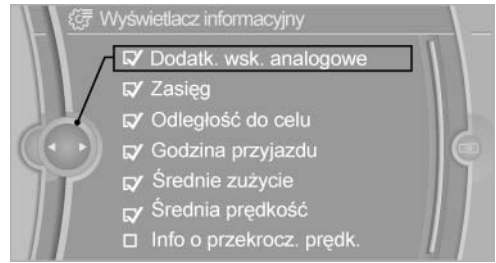 Wyświetlacz informacyjny
Dodatk. wsk. analogowe
Zasięg
Odległość do celu
Godzina przyjazdu
Średnie zużycie
Średnia prędkość
Info o przekrocz. prędk.